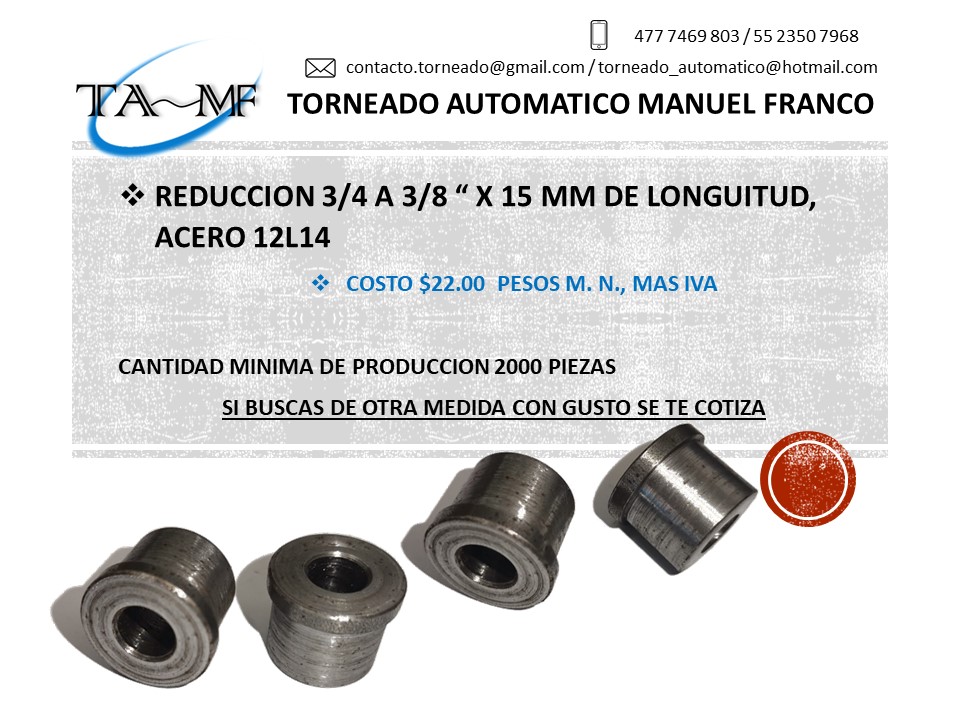 477 7469 803 / 55 2350 7968
contacto.torneado@gmail.com / torneado_automatico@hotmail.com
TA~MF
TORNEADO AUTOMATICO MANUEL FRANCO
❖ REDUCCION 3/4 A 3/8 “ X 15 MM DE LONGUITUD,
ACERO 12L14
❖ COSTO $22.00 PESOS M. N., MAS IVA
CANTIDAD MINIMA DE PRODUCCION 2000 PIEZAS
SI BUSCAS DE OTRA MEDIDA CON GUSTO SE TE COTIZA